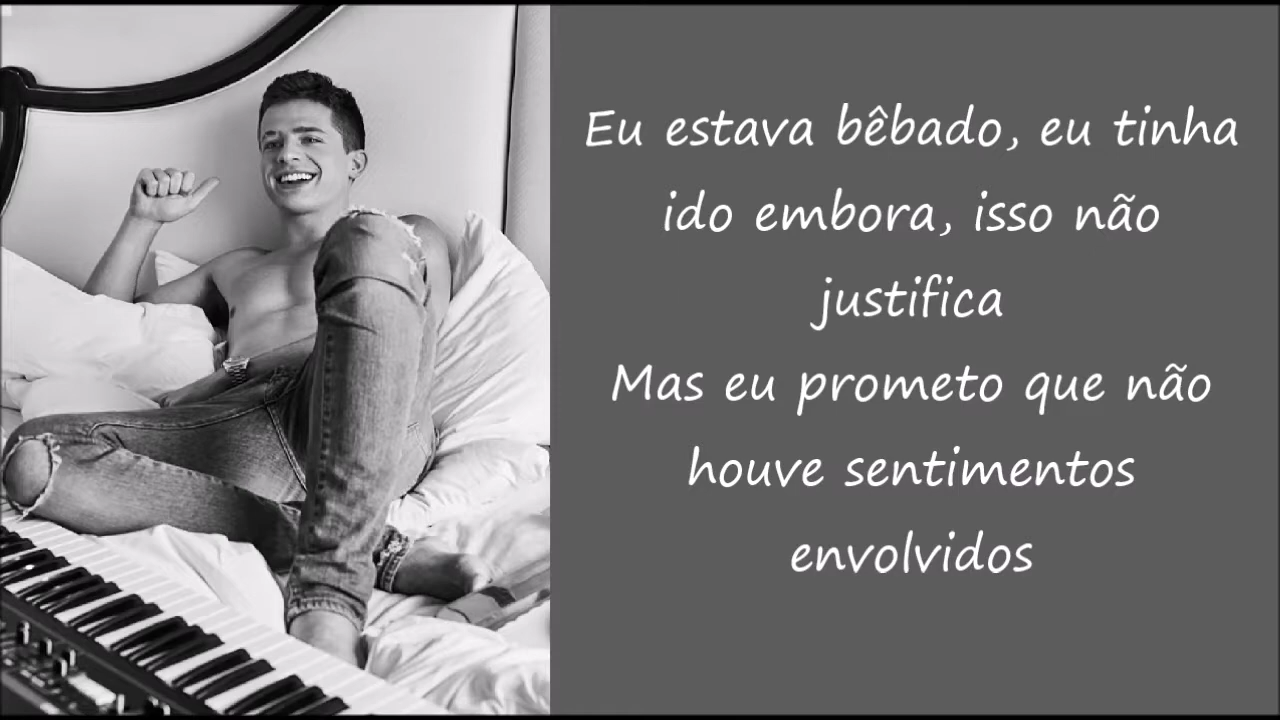 Eu estava bêbado, eu tinha
ido embora, isso não
justifica
Mas eu prometo que não
houve sentimentos
envolvidos